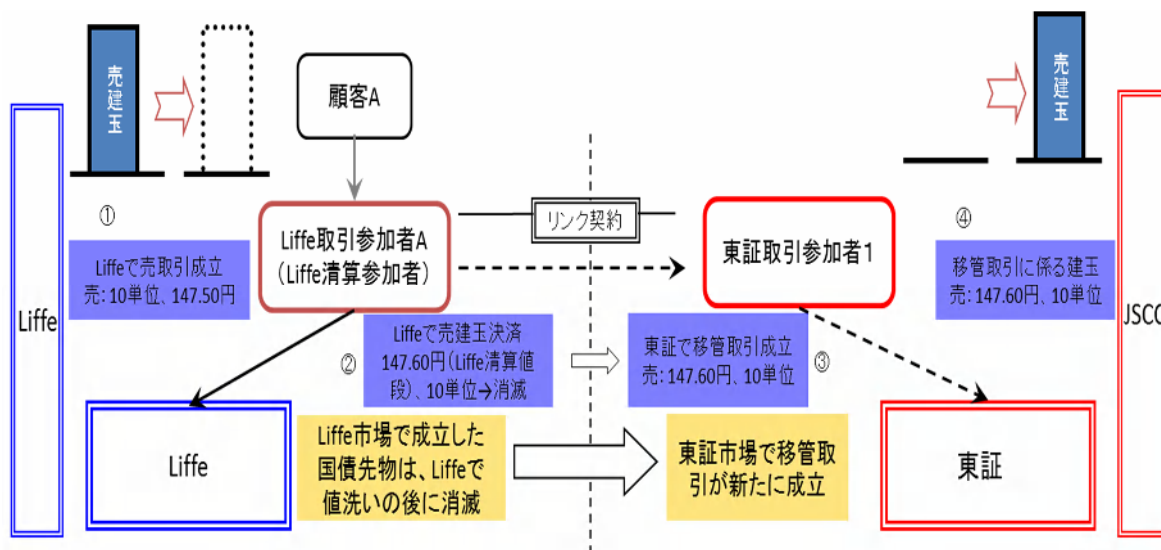 売建玉
顧客A
売建玉
①
Liffeで売取引成立
売：10単位、147.50円
Liffe取引参加者A
（Liffe清算参加者）
リンク契約
東証取引参加者１
④
移管取引に係る建玉
売：147.60円、10単位
Liffe
JSCC
②
Liffeで売建玉決済
147.60円（Liffe清算値
段）、10単位→消滅
東証で移管取引成立
売：147.60円、10単位
③
Liffe
Liffe市場で成立した
国債先物は、Liffeで
値洗いの後に消滅
東証市場で移管取
引が新たに成立
東証